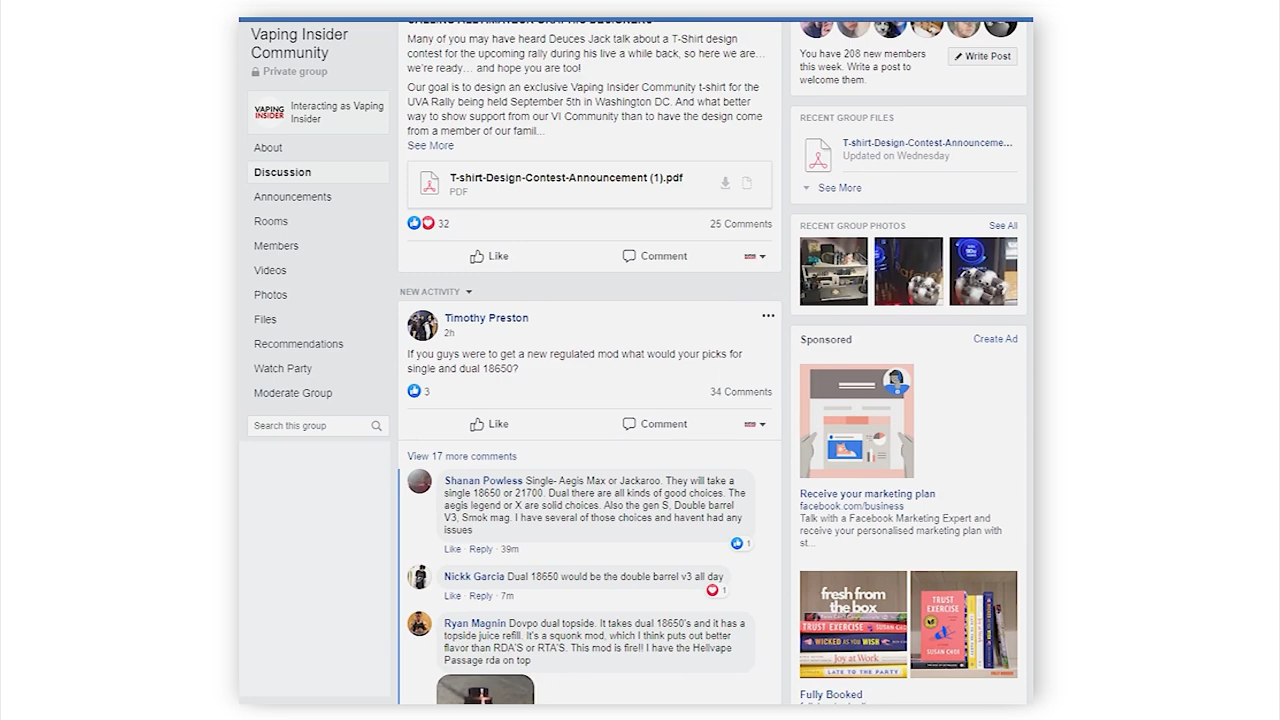 Vaping Insider
Community
Private group
VAPING
INSIDER
Interacting as Vaping
Insider
About
Discussion
Announcements
Rooms
Members
Videos
Photos
Files
Recommendations
Watch Party
Moderate Group
Search this group
CALLING ALL AMATEUR GRAPHIC DESIGNERS
Many of you may have heard Deuces Jack talk about a T-Shirt design
contest for the upcoming rally during his live a while back, so here we are…
we're ready… and hope you are too!
Our goal is to design an exclusive Vaping Insider Community t-shirt for the
UVA Rally being held September 5th in Washington DC. And what better
way to show support from our VI Community than to have the design come
from a member of our famil...
See More
T-shirt-Design-Contest-Announcement (1).pdf
PDF
32
25 Comments
Like
Comment
NEW ACTIVITY
Timothy Preston
2h
If you guys were to get a new regulated mod what would your picks for
single and dual 18650?
3
34 Comments
Like
Comment
View 17 more comments
Shanan Powless Single- Aegis Max or Jackaroo. They will take a
single 18650 or 21700. Dual there are all kinds of good choices. The
aegis legend or X are solid choices. Also the gen S, Double barrel
V3, Smok mag. I have several of those choices and havent had any
issues
1
Like · Reply · 39m
Nickk Garcia Dual 18650 would be the double barrel v3 all day
1
Like · Reply · 7m
Ryan Magnin Dovpo dual topside. It takes dual 18650's and it has a
topside juice refill. It's a squonk mod, which I think puts out better
flavor than RDA'S or RTA'S. This mod is fire!! I have the Hellvape
Passage rda on top
You have 208 new members
this week. Write a post to
welcome them.
Write Post
RECENT GROUP FILES
T-shirt-Design-Contest-Announceme...
Updated on Wednesday
See More
RECENT GROUP PHOTOS
See All
Sponsored
Create Ad
Receive your marketing plan
facebook.com/business
Talk with a Facebook Marketing Expert and
receive your personalised marketing plan with
st...
fresh from
the box
TRUST EXERCISE
SUSAN CHOI
WICKED AS YOU WISH
Joy at Work
LATE TO THE PARTY
TRUST
EXERCISE
SUSAN CHOI
Fully Booked